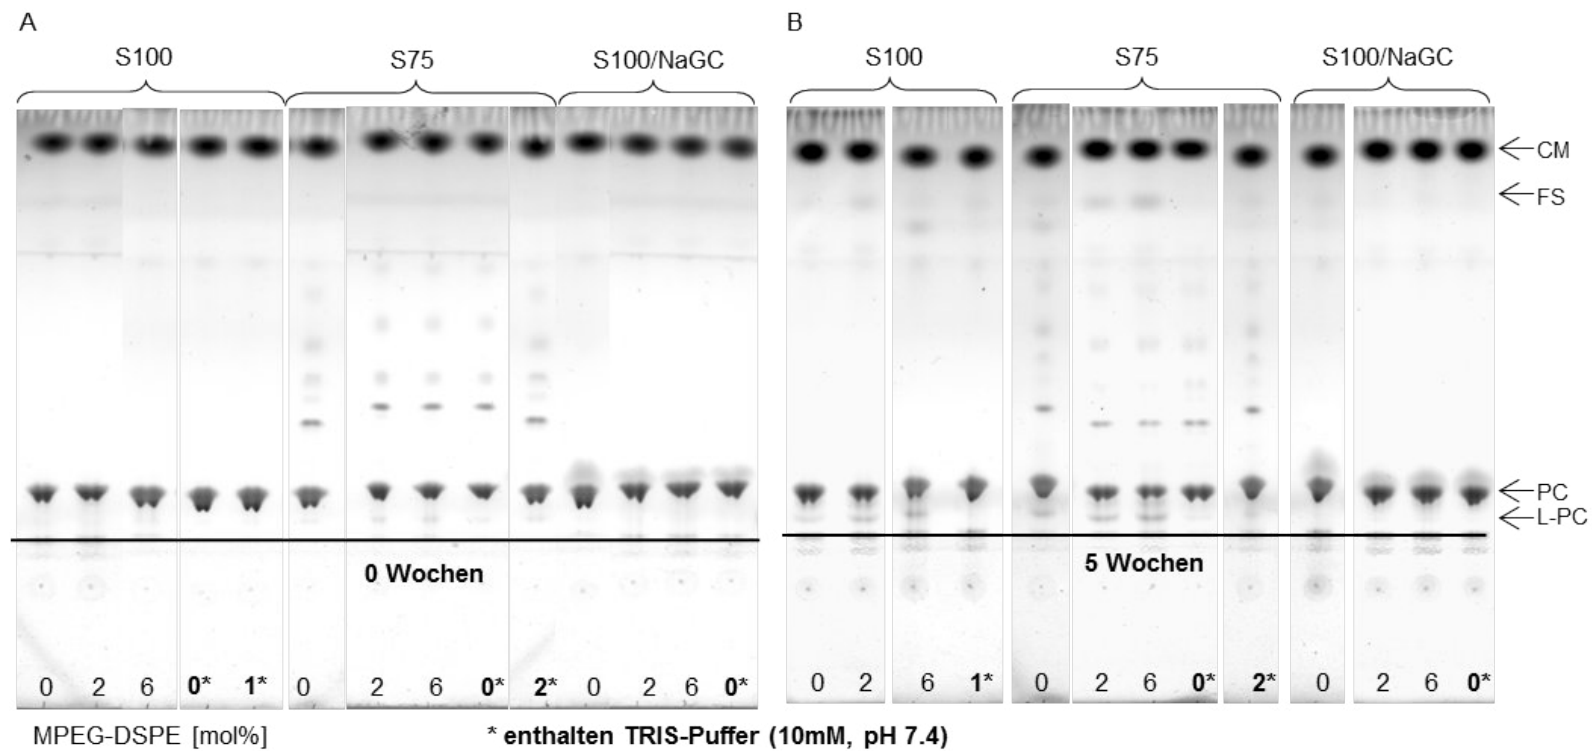 A
B
S100 S75 S100/NaGC
S100 S75 S100/NaGC
CM
FS
PC
L-PC
0 Wochen
5 Wochen
0 2 6 0* 1* 0 2 6 0* 2* 0 2 6 0*
0 2 6 1* 0 2 6 0* 2* 0 2 6 0*
MPEG-DSPE [mol%]
* enthalten TRIS-Puffer (10mM, pH 7.4)